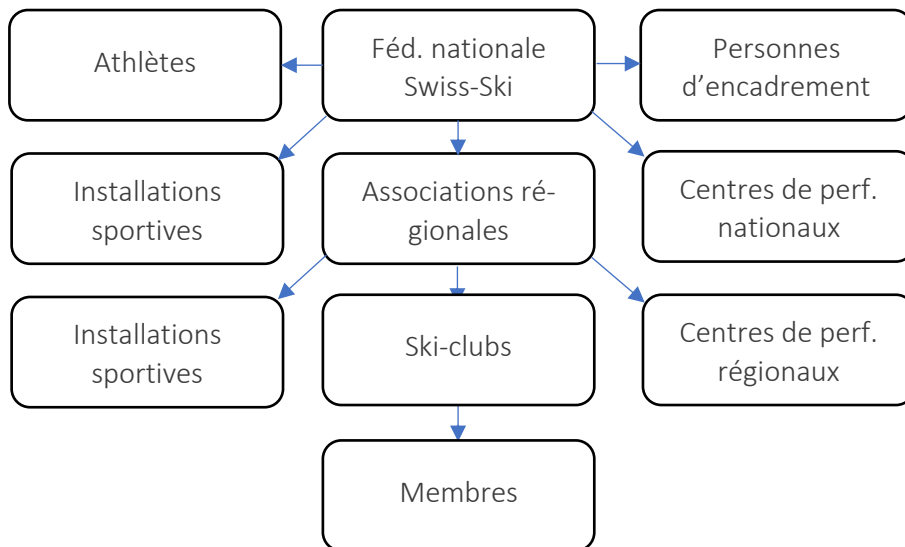 Athlètes
Féd. nationale
Swiss-Ski
Personnes
d’encadrement
Installations
sportives
Associations ré-
gionales
Centres de perf.
nationaux
Installations
sportives
Ski-clubs
Centres de perf.
régionaux
Membres